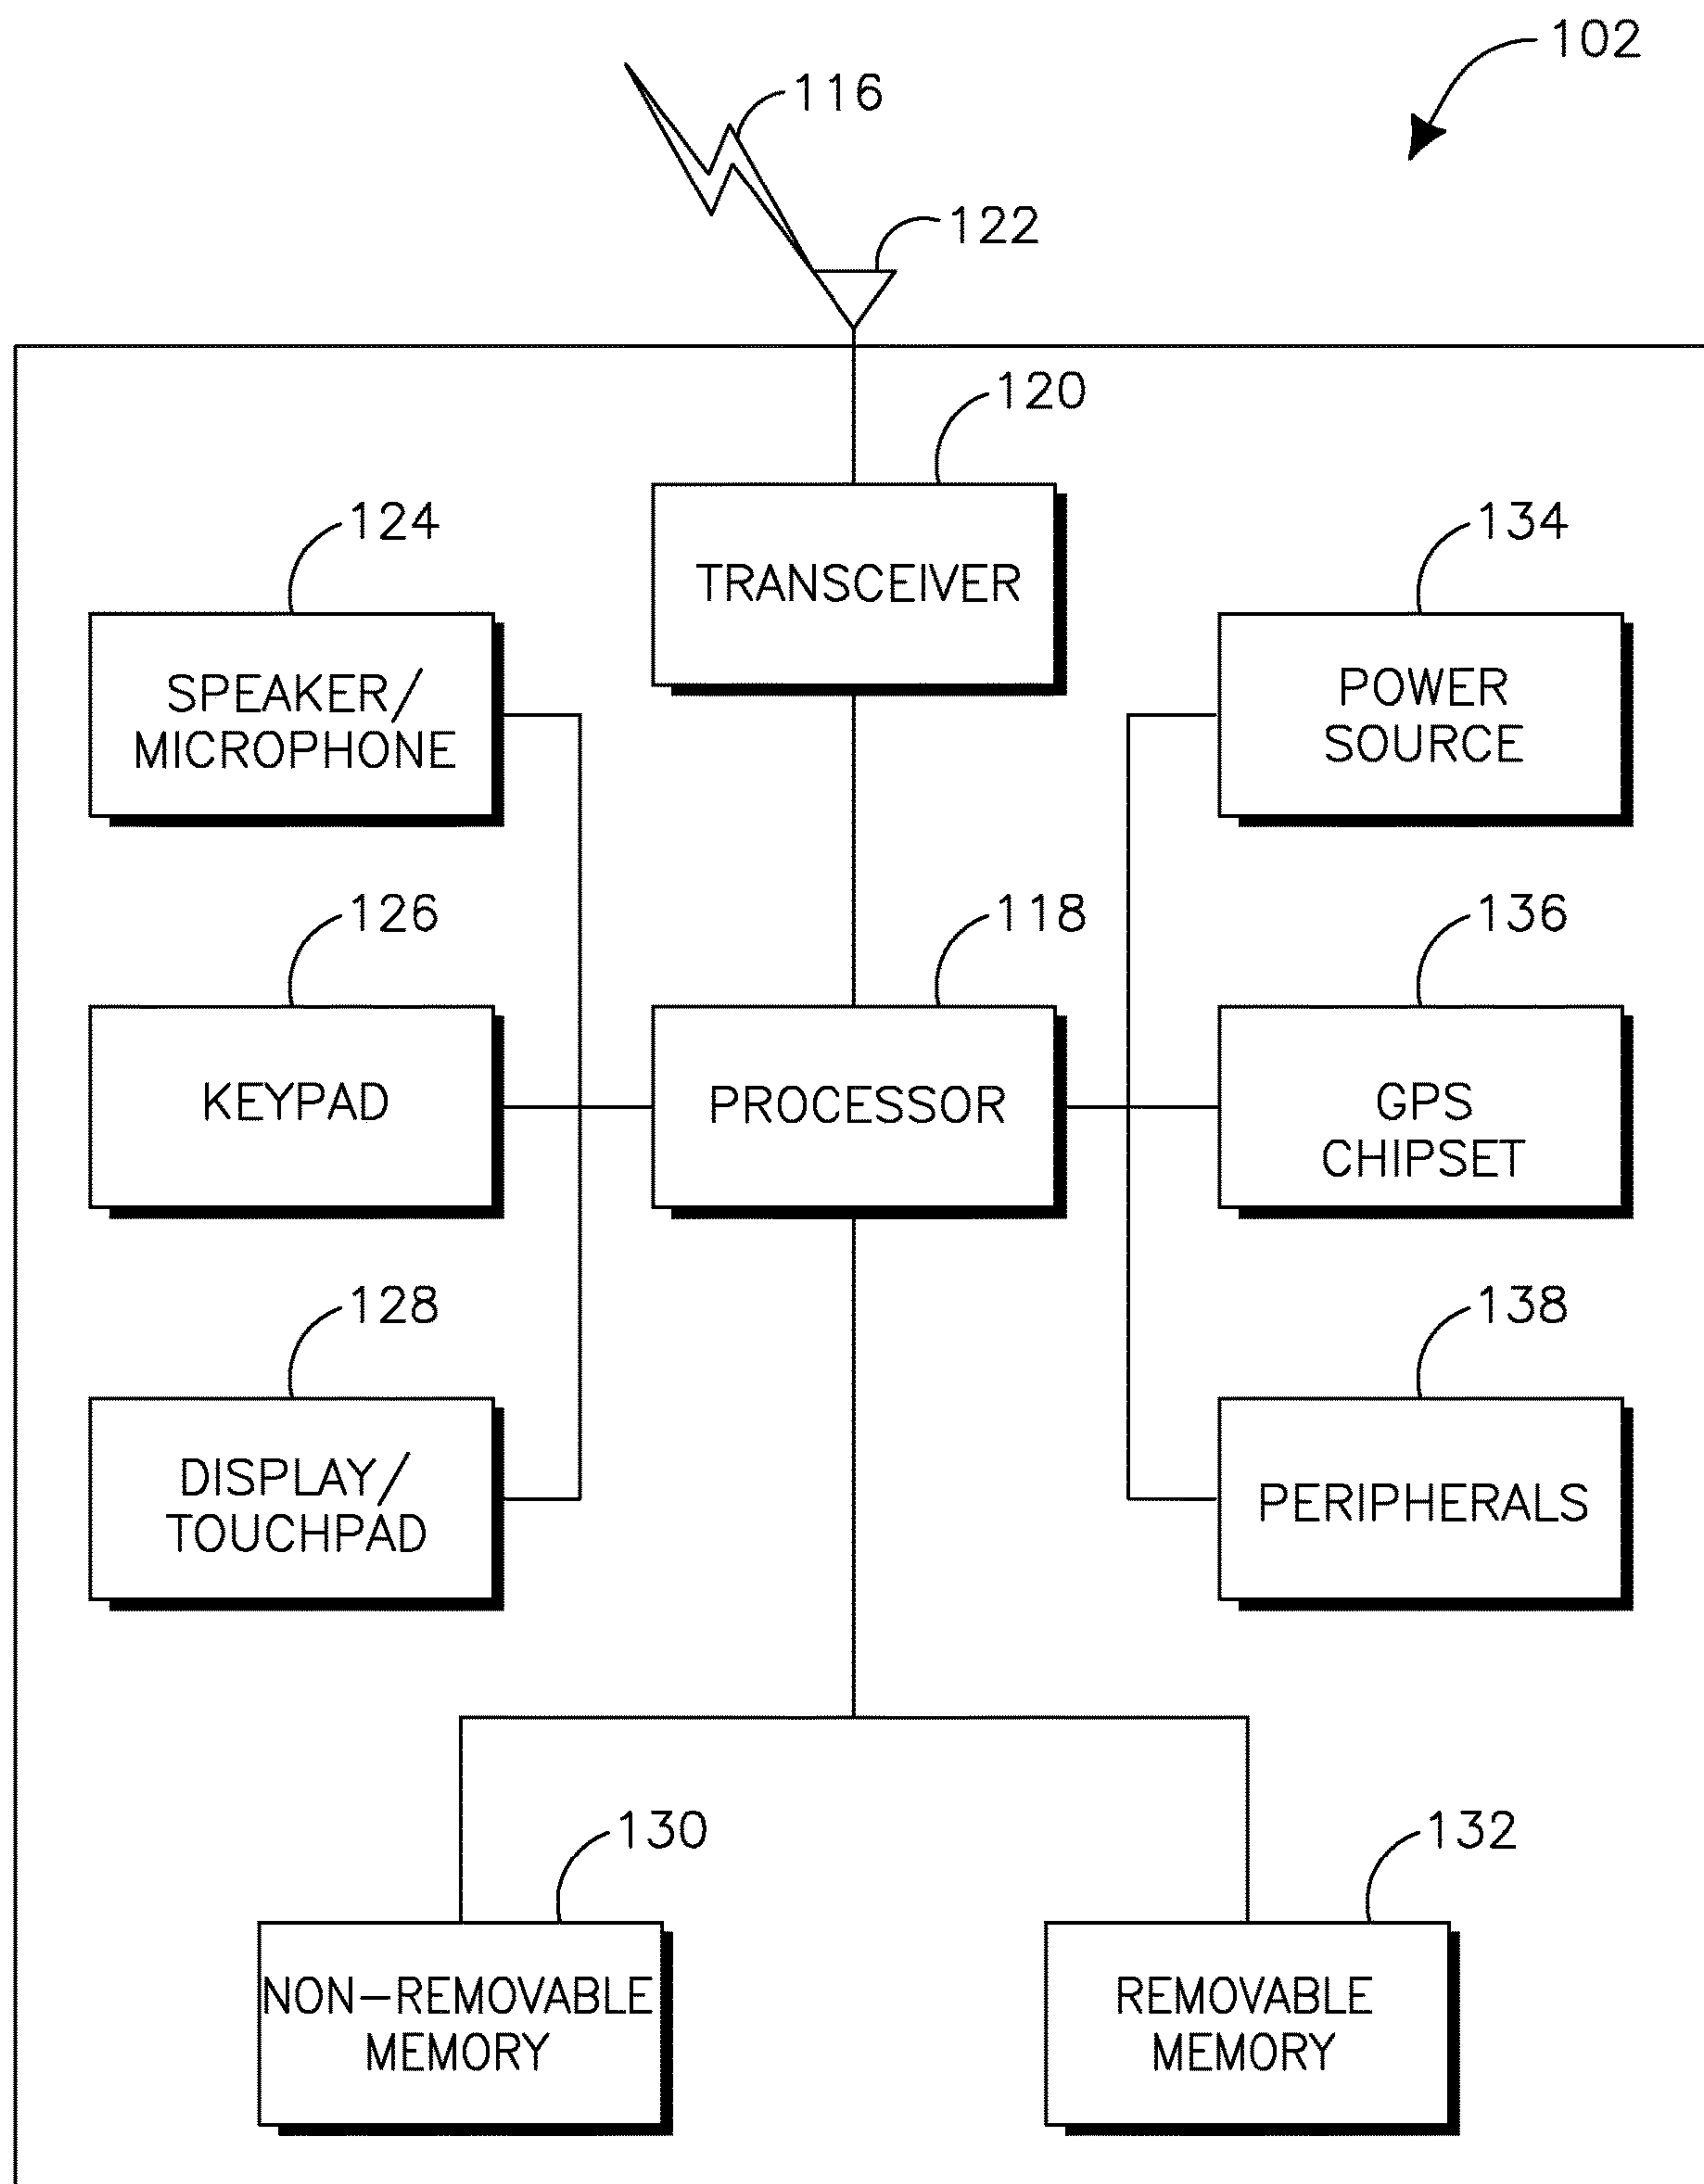 102
116
122
120
TRANSCEIVER
124
SPEAKER/
MICROPHONE
134
POWER
SOURCE
126
KEYPAD
118
PROCESSOR
136
GPS
CHIPSET
128
DISPLAY/
TOUCHPAD
138
PERIPHERALS
130
NON-REMOVABLE
MEMORY
132
REMOVABLE
MEMORY